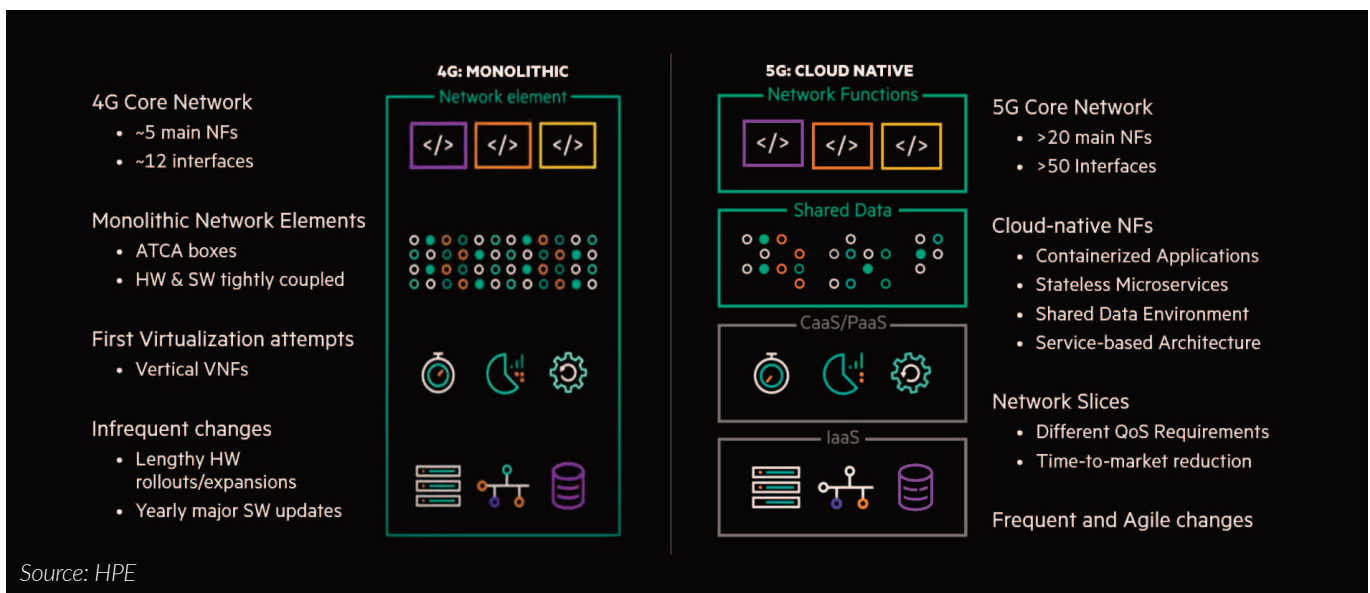 4G: MONOLITHIC
5G: CLOUD NATIVE
4G Core Network
• ~5 main NFs
• ~12 interfaces
Monolithic Network Elements
• ATCA boxes
• HW & SW tightly coupled
First Virtualization attempts
• Vertical VNFs
Infrequent changes
• Lengthy HW
rollouts/expansions
• Yearly major SW updates
Network element
</> </> </>
Network Functions
</> </> </>
Shared Data
CaaS/PaaS
IaaS
5G Core Network
• >20 main NFs
• >50 Interfaces
Cloud-native NFs
• Containerized Applications
• Stateless Microservices
• Shared Data Environment
• Service-based Architecture
Network Slices
• Different QoS Requirements
• Time-to-market reduction
Frequent and Agile changes
Source: HPE